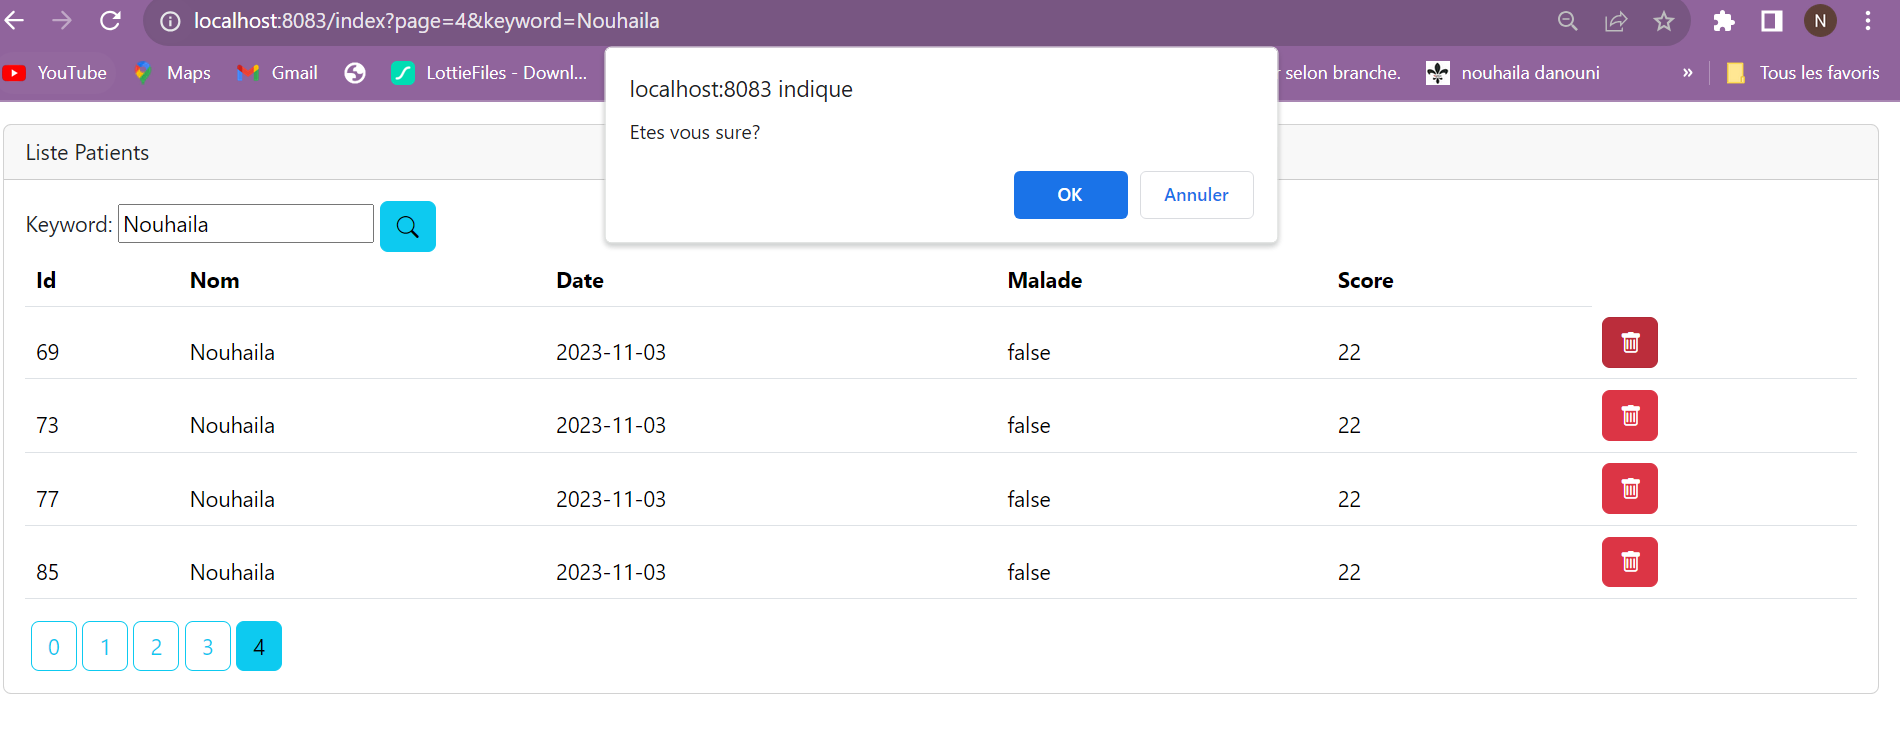 localhost:8083/index?page=4&keyword=Nouhaila
N
YouTube
Maps
Gmail
LottieFiles - Downl...
selon branche.
nouhaila danouni
»
Tous les favoris
localhost:8083 indique
Etes vous sure?
OK
Annuler
Liste Patients
Keyword: Nouhaila
Id Nom Date Malade Score
69 Nouhaila 2023-11-03 false 22
73 Nouhaila 2023-11-03 false 22
77 Nouhaila 2023-11-03 false 22
85 Nouhaila 2023-11-03 false 22
0 1 2 3 4